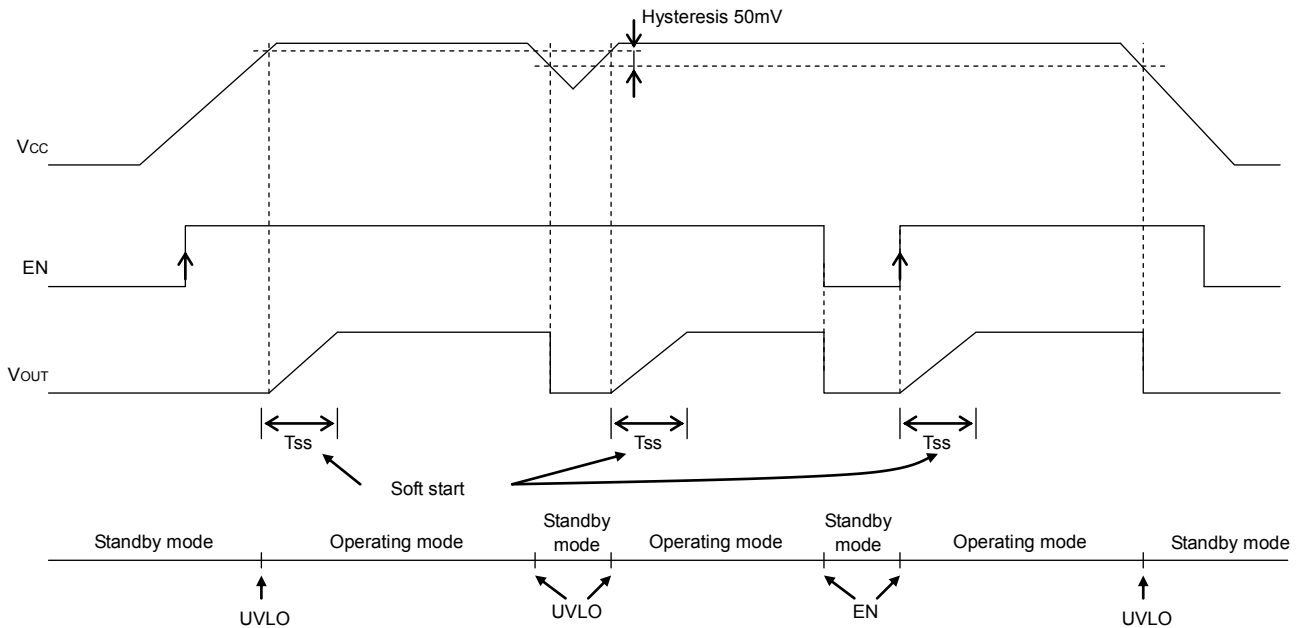 Hysteresis 50mV
VCC
EN
VOUT
Tss
Tss
Tss
Soft start
Standby mode
Operating mode
Standby
mode
Operating mode
Standby
mode
Operating mode
Standby mode
UVLO
UVLO
EN
UVLO